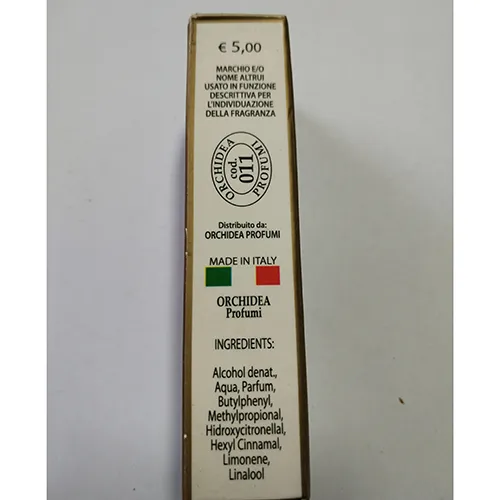 € 5,00
MARCHIO E/O
NOME ALTRUI
USATO IN FUNZIONE
DESCRITTIVA PER
L'INDIVIDUAZIONE
DELLA FRAGRANZA
ORCHIDEA PROFUMI
cod.
011
Distribuito da:
ORCHIDEA PROFUMI
MADE IN ITALY
ORCHIDEA
Profumi
INGREDIENTS:
Alcohol denat.,
Aqua, Parfum,
Butylphenyl,
Methylpropional,
Hidroxycitronellal,
Hexyl Cinnamal,
Limonene,
Linalool